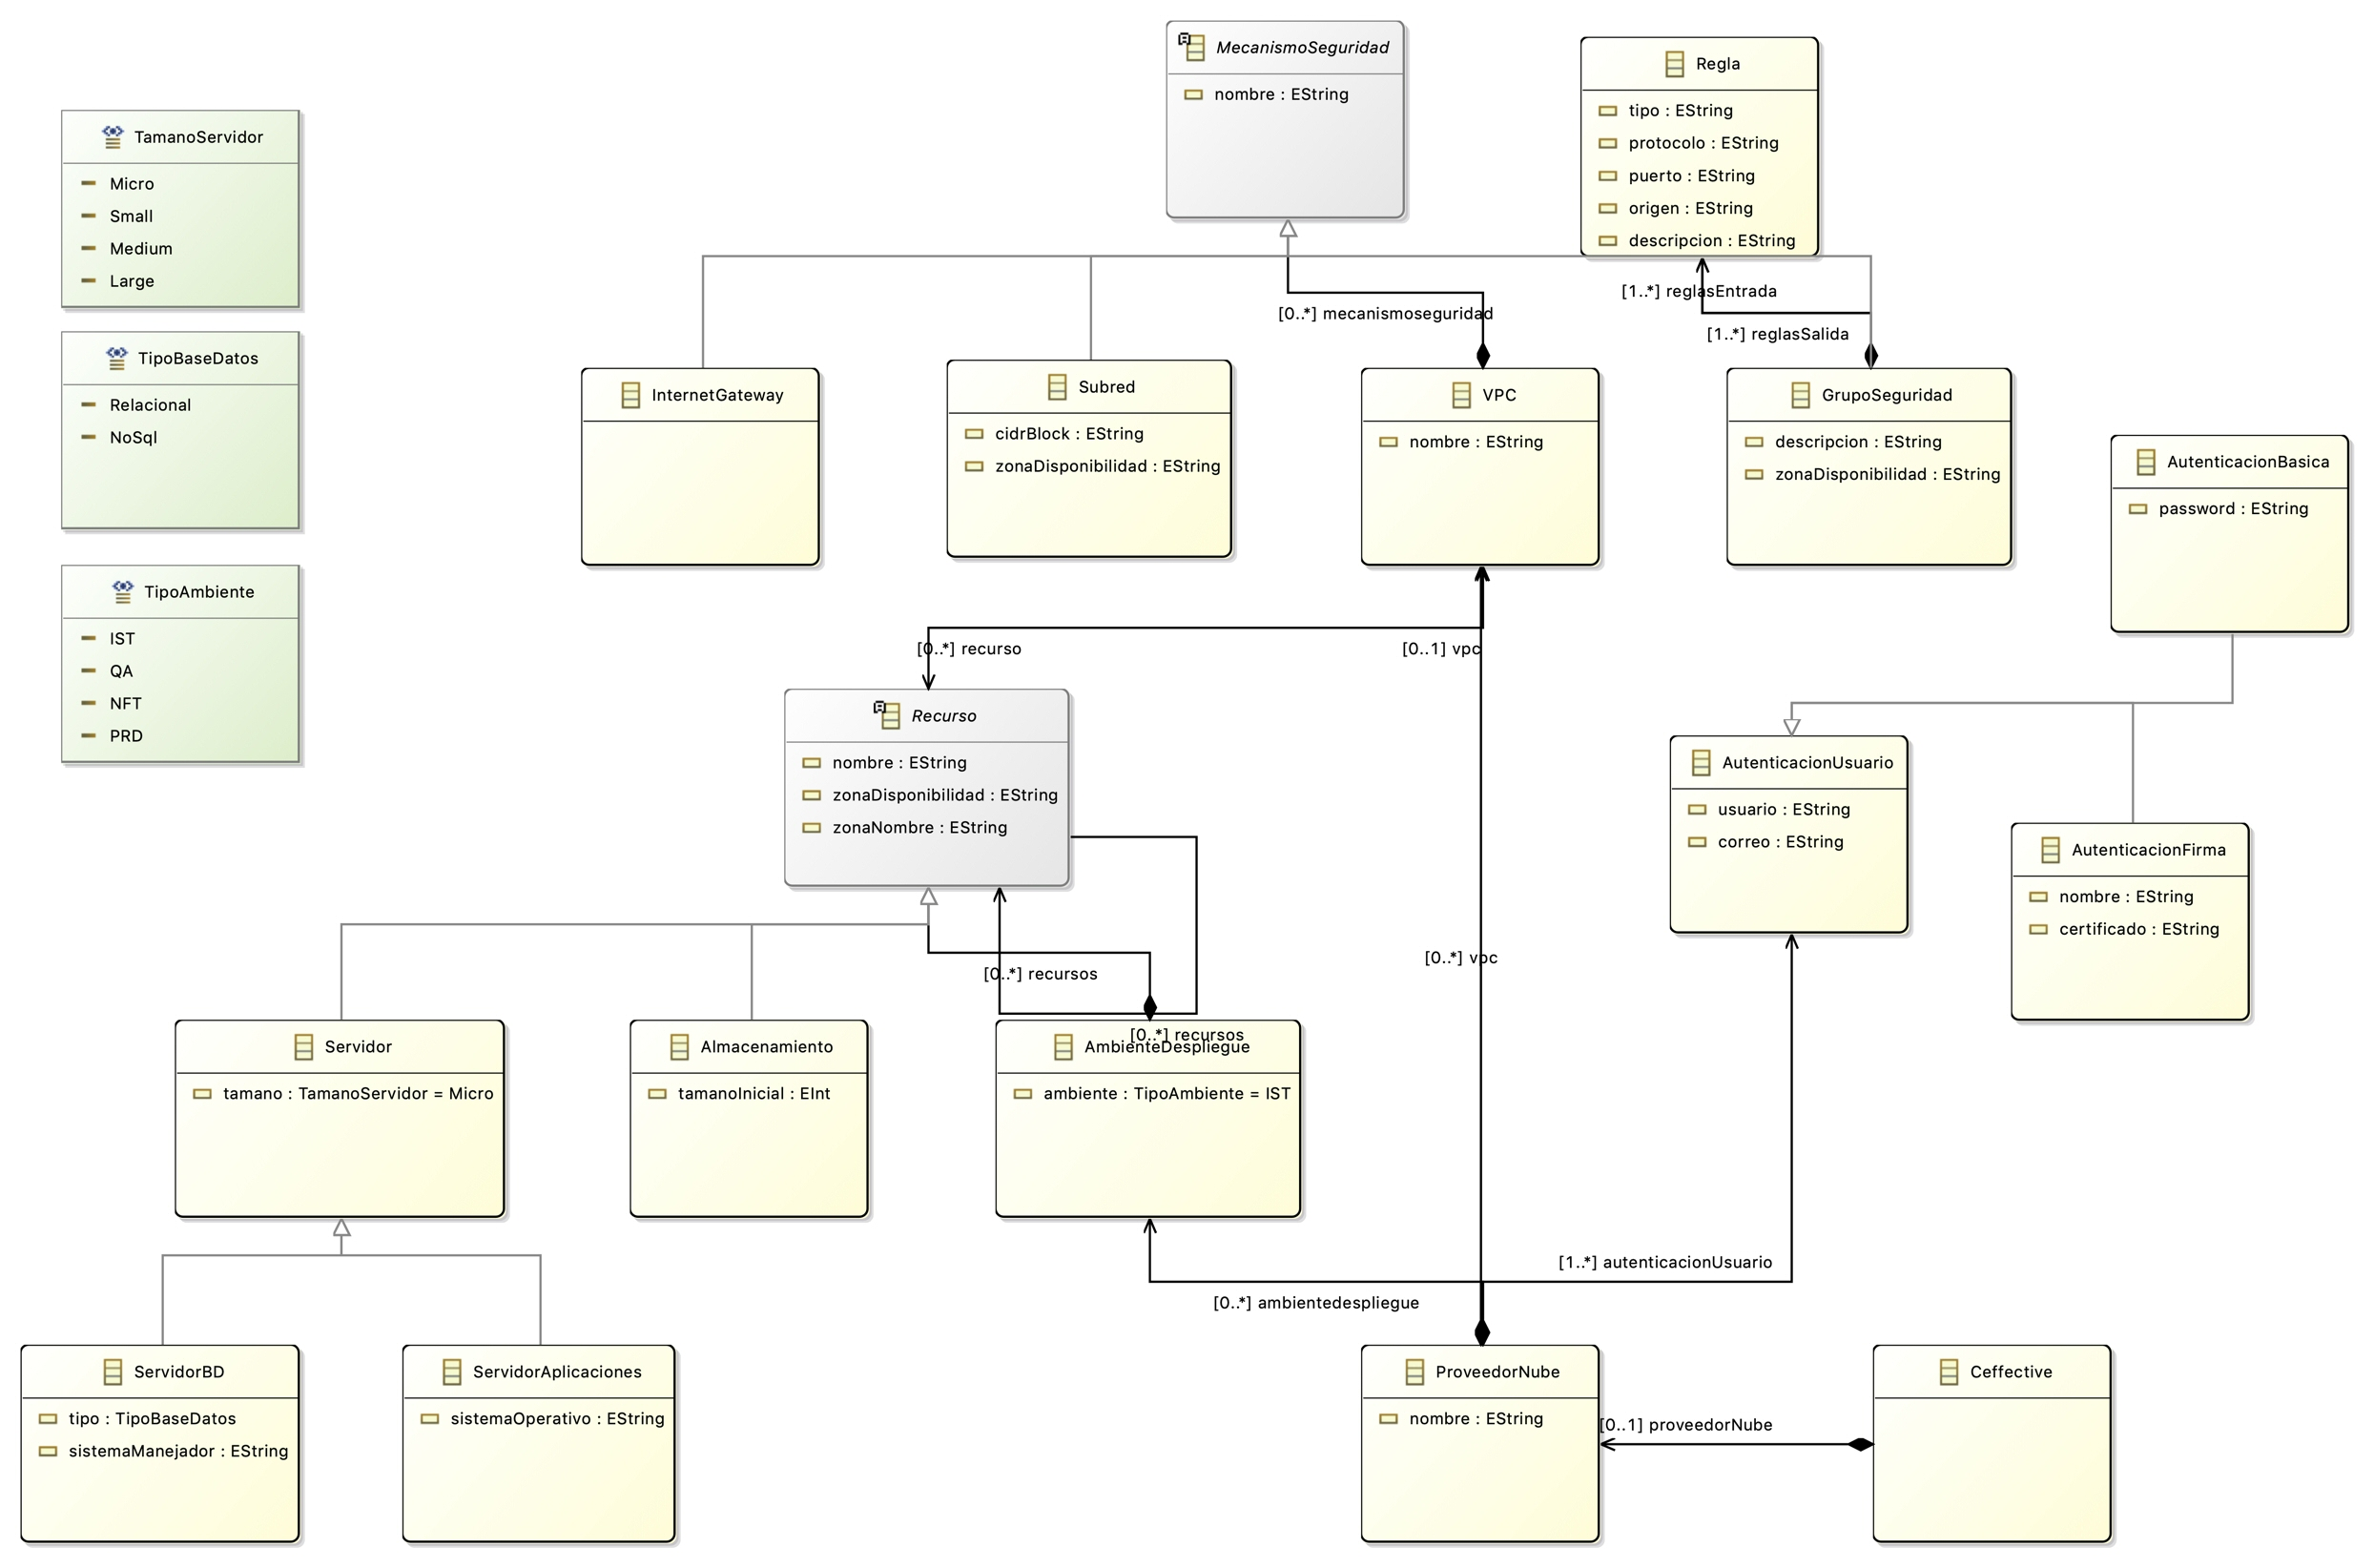 MecanismoSeguridad
nombre : EString
Regla
tipo : EString
protocolo : EString
puerto : EString
origen : EString
descripcion : EString
TamanoServidor
Micro
Small
Medium
Large
[1..*] reglasEntrada
[0..*] mecanismoseguridad
[1..*] reglasSalida
TipoBaseDatos
Relacional
NoSql
InternetGateway
Subred
cidrBlock : EString
zonaDisponibilidad : EString
VPC
nombre : EString
GrupoSeguridad
descripcion : EString
zonaDisponibilidad : EString
AutenticacionBasica
password : EString
TipoAmbiente
IST
QA
NFT
PRD
[0..*] recurso
[0..1] vpc
Recurso
nombre : EString
zonaDisponibilidad : EString
zonaNombre : EString
AutenticacionUsuario
usuario : EString
correo : EString
AutenticacionFirma
nombre : EString
certificado : EString
[0..*] vpc
[0..*] recursos
[0..*] recursos
Servidor
tamano : TamanoServidor = Micro
Almacenamiento
tamanoInicial : EInt
AmbienteDespliegue
ambiente : TipoAmbiente = IST
[1..*] autenticacionUsuario
[0..*] ambientedespliegue
ServidorBD
tipo : TipoBaseDatos
sistemaManejador : EString
ServidorAplicaciones
sistemaOperativo : EString
ProveedorNube
nombre : EString
[0..1] proveedorNube
Ceffective